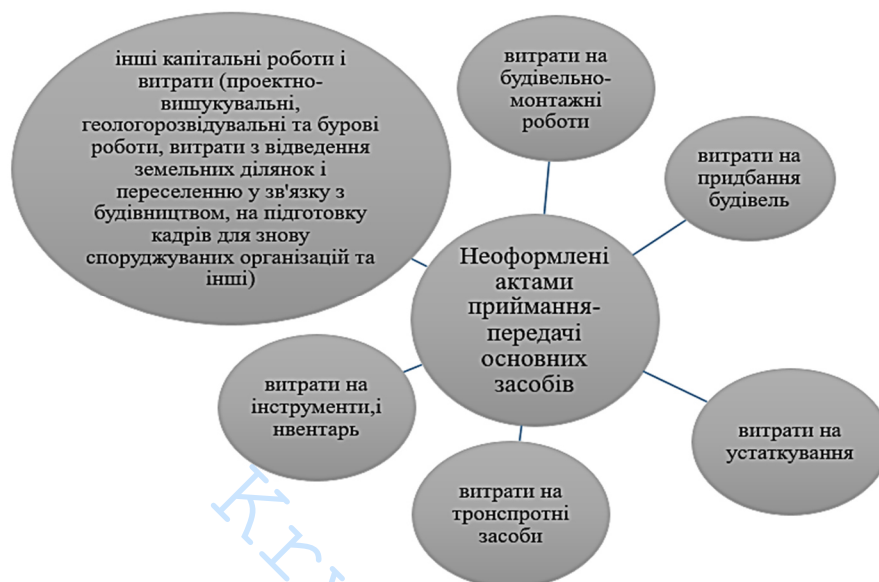 інші капітальні роботи і
витрати (проектно-
вишукувальні,
геологорозвідувальні та бурові
роботи, витрати з відведення
земельних ділянок і
переселенню у зв'язку з
будівництвом, на підготовку
кадрів для знову
споруджуваних організацій та
інші)
витрати на
будівельно-
монтажні
роботи
витрати на
придбання
будівель
Неоформлені
актами
приймання-
передачі
основних
засобів
витрати на
інструменти,і
нвентарь
витрати на
устаткування
витрати на
тронспротні
засоби